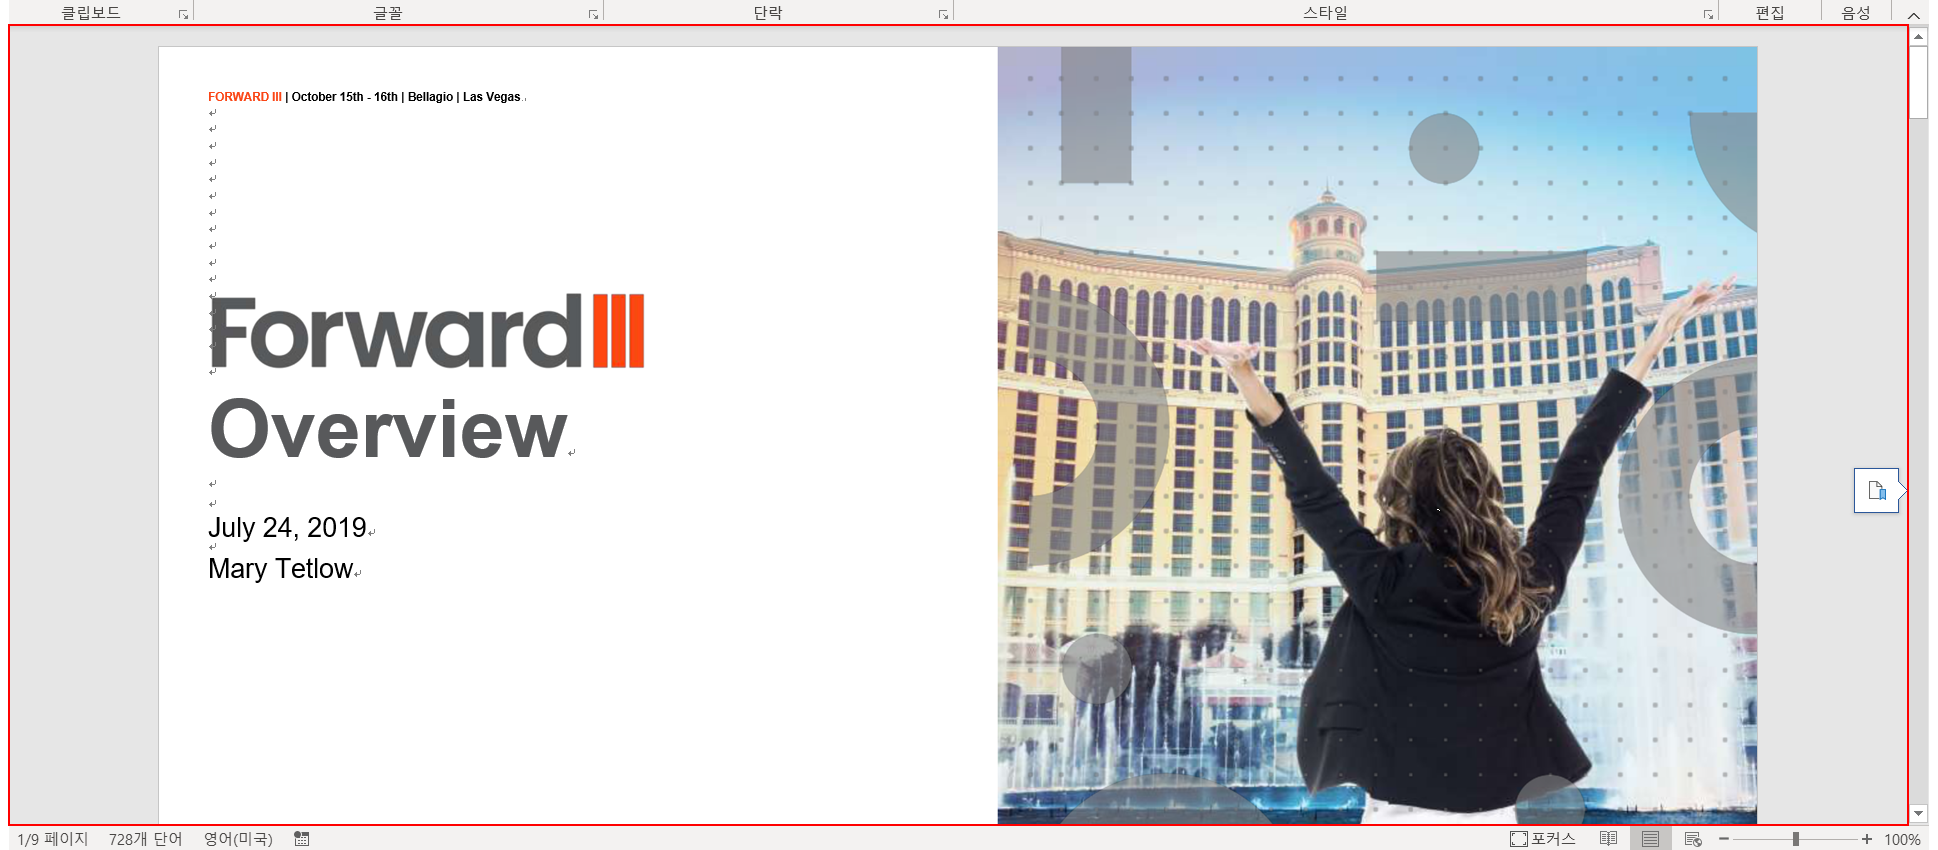 클립보드 글꼴 단락 스타일 편집 음성
FORWARD III | October 15th - 16th | Bellagio | Las Vegas
Forward III
Overview
July 24, 2019
Mary Tetlow
1/9 페이지 728개 단어 영어(미국) 포커스 100%